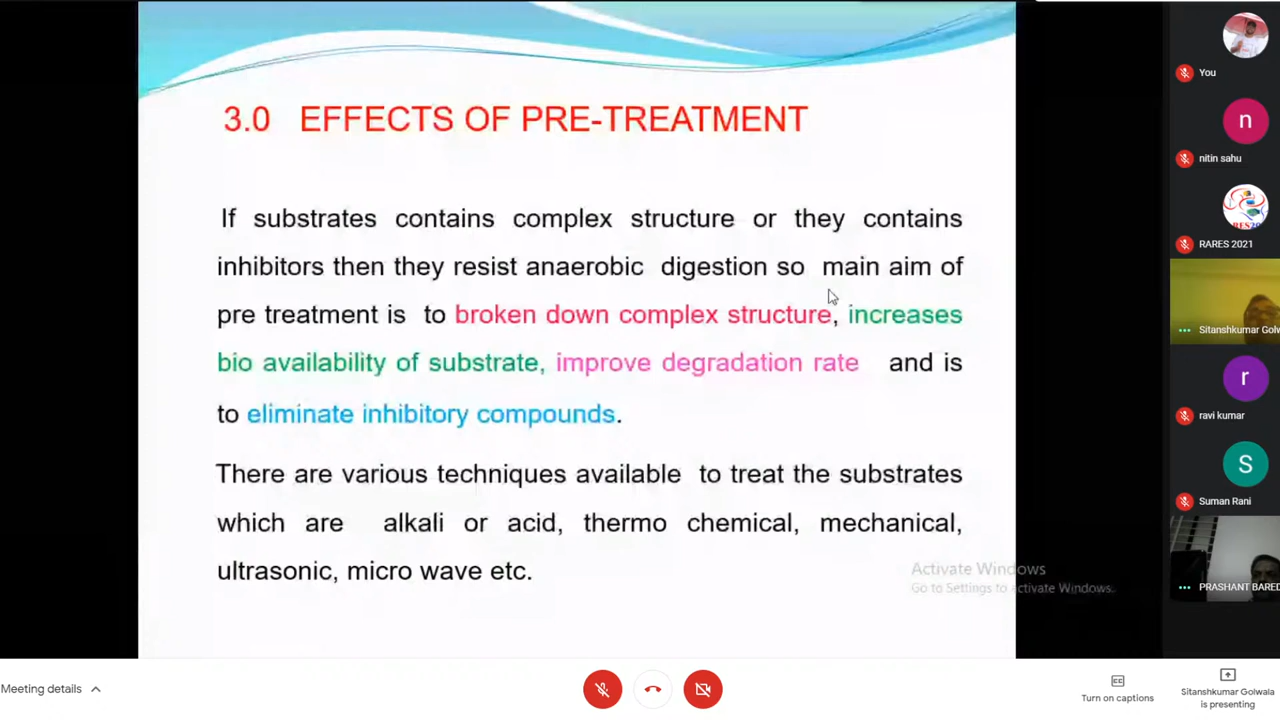 3.0 EFFECTS OF PRE-TREATMENT
If substrates contains complex structure or they contains
inhibitors then they resist anaerobic digestion so main aim of
pre treatment is to broken down complex structure, increases
bio availability of substrate, improve degradation rate and is
to eliminate inhibitory compounds.
There are various techniques available to treat the substrates
which are alkali or acid, thermo chemical, mechanical,
ultrasonic, micro wave etc.
Activate Windows
Go to Settings to activate Windows.
You
n
nitin sahu
RARES 2021
Sitanshkumar Golw
r
ravi kumar
S
Suman Rani
PRASHANT BARED
Meeting details
CC
Turn on captions
Sitanshkumar Golwala
is presenting